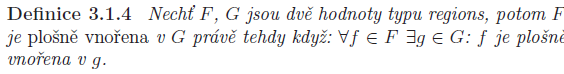 Definice 3.1.4 Nechť F, G jsou dvě hodnoty typu regions, potom F
je plošně vnořena v G právě tehdy když: ∀f ∈ F ∃g ∈ G: f je plošně
vnořena v g.